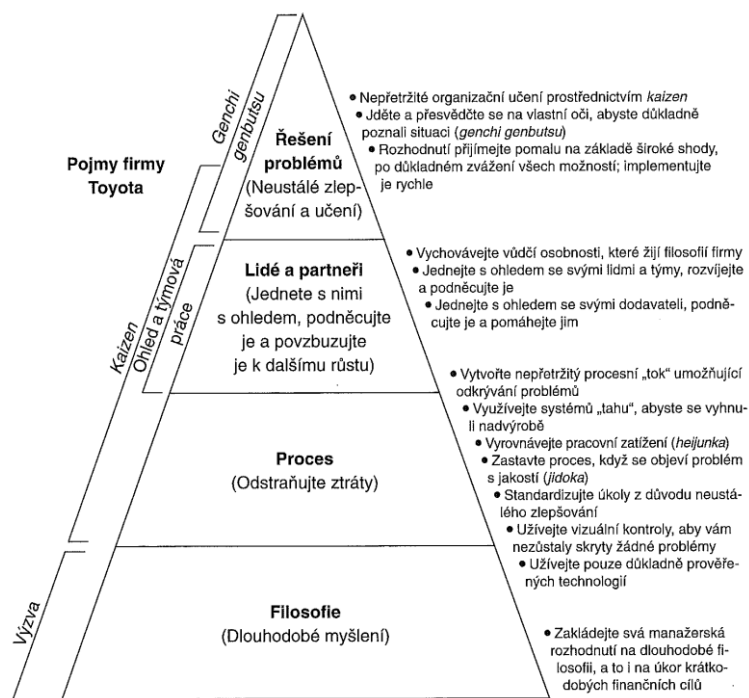 Pojmy firmy
Toyota
Genchi
genbutsu
Kaizen
Ohled a týmová
práce
Výzva
Řešení
problémů
(Neustálé zlep-
šování a učení)
• Nepřetržité organizační učení prostřednictvím kaizen
• Jděte a přesvědčte se na vlastní oči, abyste důkladně
poznali situaci (genchi genbutsu)
• Rozhodnutí přijímejte pomalu na základě široké shody,
po důkladném zvážení všech možností; implementujte
je rychle
Lidé a partneři
(Jednete s nimi
s ohledem, podněcujte
je a povzbuzujte
je k dalšímu růstu)
• Vychovávejte vůdčí osobnosti, které žijí filosofií firmy
• Jednejte s ohledem se svými lidmi a týmy, rozvíjejte
a podněcujte je
• Jednejte s ohledem se svými dodavateli, podně-
cujte je a pomáhejte jim
Proces
(Odstraňujte ztráty)
• Vytvořte nepřetržitý procesní „tok“ umožňující
odkrývání problémů
• Využívejte systémů „tahu“, abyste se vyhnu-
li nadvýrobě
• Vyrovnávejte pracovní zatížení (heijunka)
• Zastavte proces, když se objeví problém
s jakostí (jidoka)
• Standardizujte úkoly z důvodu neustá-
lého zlepšování
• Užívejte vizuální kontroly, aby vám
nezůstaly skryty žádné problémy
• Užívejte pouze důkladně prověře-
ných technologií
Filosofie
(Dlouhodobé myšlení)
• Zakládejte svá manažerská
rozhodnutí na dlouhodobé fi-
losofii, a to i na úkor krátko-
dobých finančních cílů